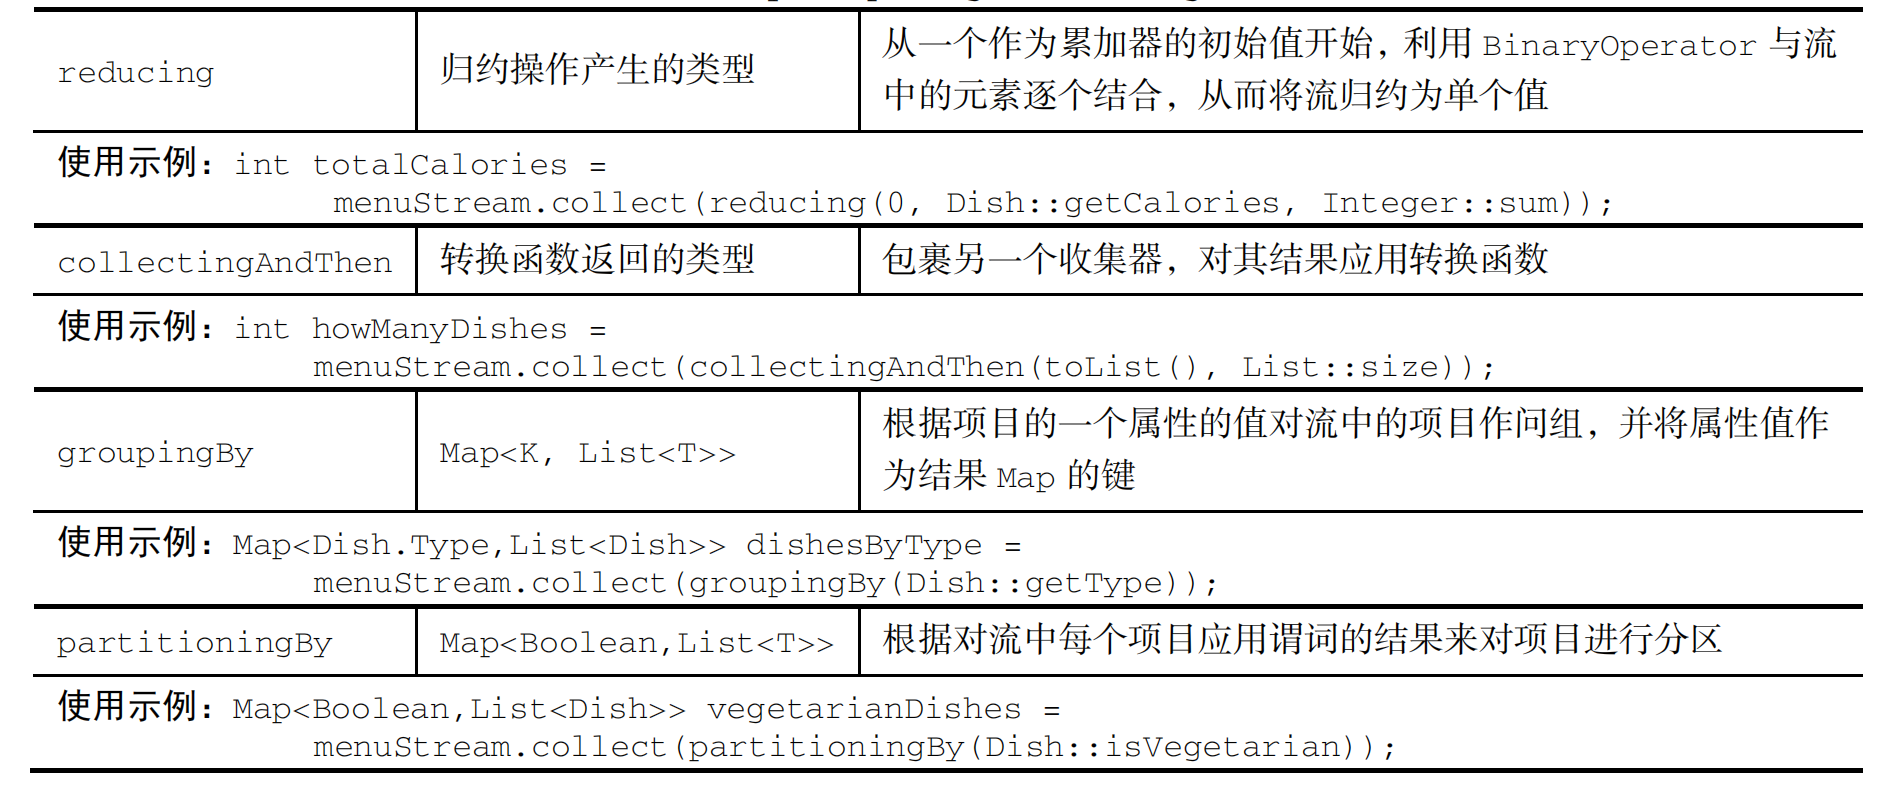 reducing
归约操作产生的类型
从一个作为累加器的初始值开始，利用 BinaryOperator 与流
中的元素逐个结合，从而将流归约为单个值
使用示例：int totalCalories =
menuStream.collect(reducing(0, Dish::getCalories, Integer::sum));
collectingAndThen
转换函数返回的类型
包裹另一个收集器，对其结果应用转换函数
使用示例：int howManyDishes =
menuStream.collect(collectingAndThen(toList(), List::size));
groupingBy
Map<K, List<T>>
根据项目的一个属性的值对流中的项目作问组，并将属性值作
为结果 Map 的键
使用示例：Map<Dish.Type,List<Dish>> dishesByType =
menuStream.collect(groupingBy(Dish::getType));
partitioningBy
Map<Boolean,List<T>>
根据对流中每个项目应用谓词的结果来对项目进行分区
使用示例：Map<Boolean,List<Dish>> vegetarianDishes =
menuStream.collect(partitioningBy(Dish::isVegetarian));